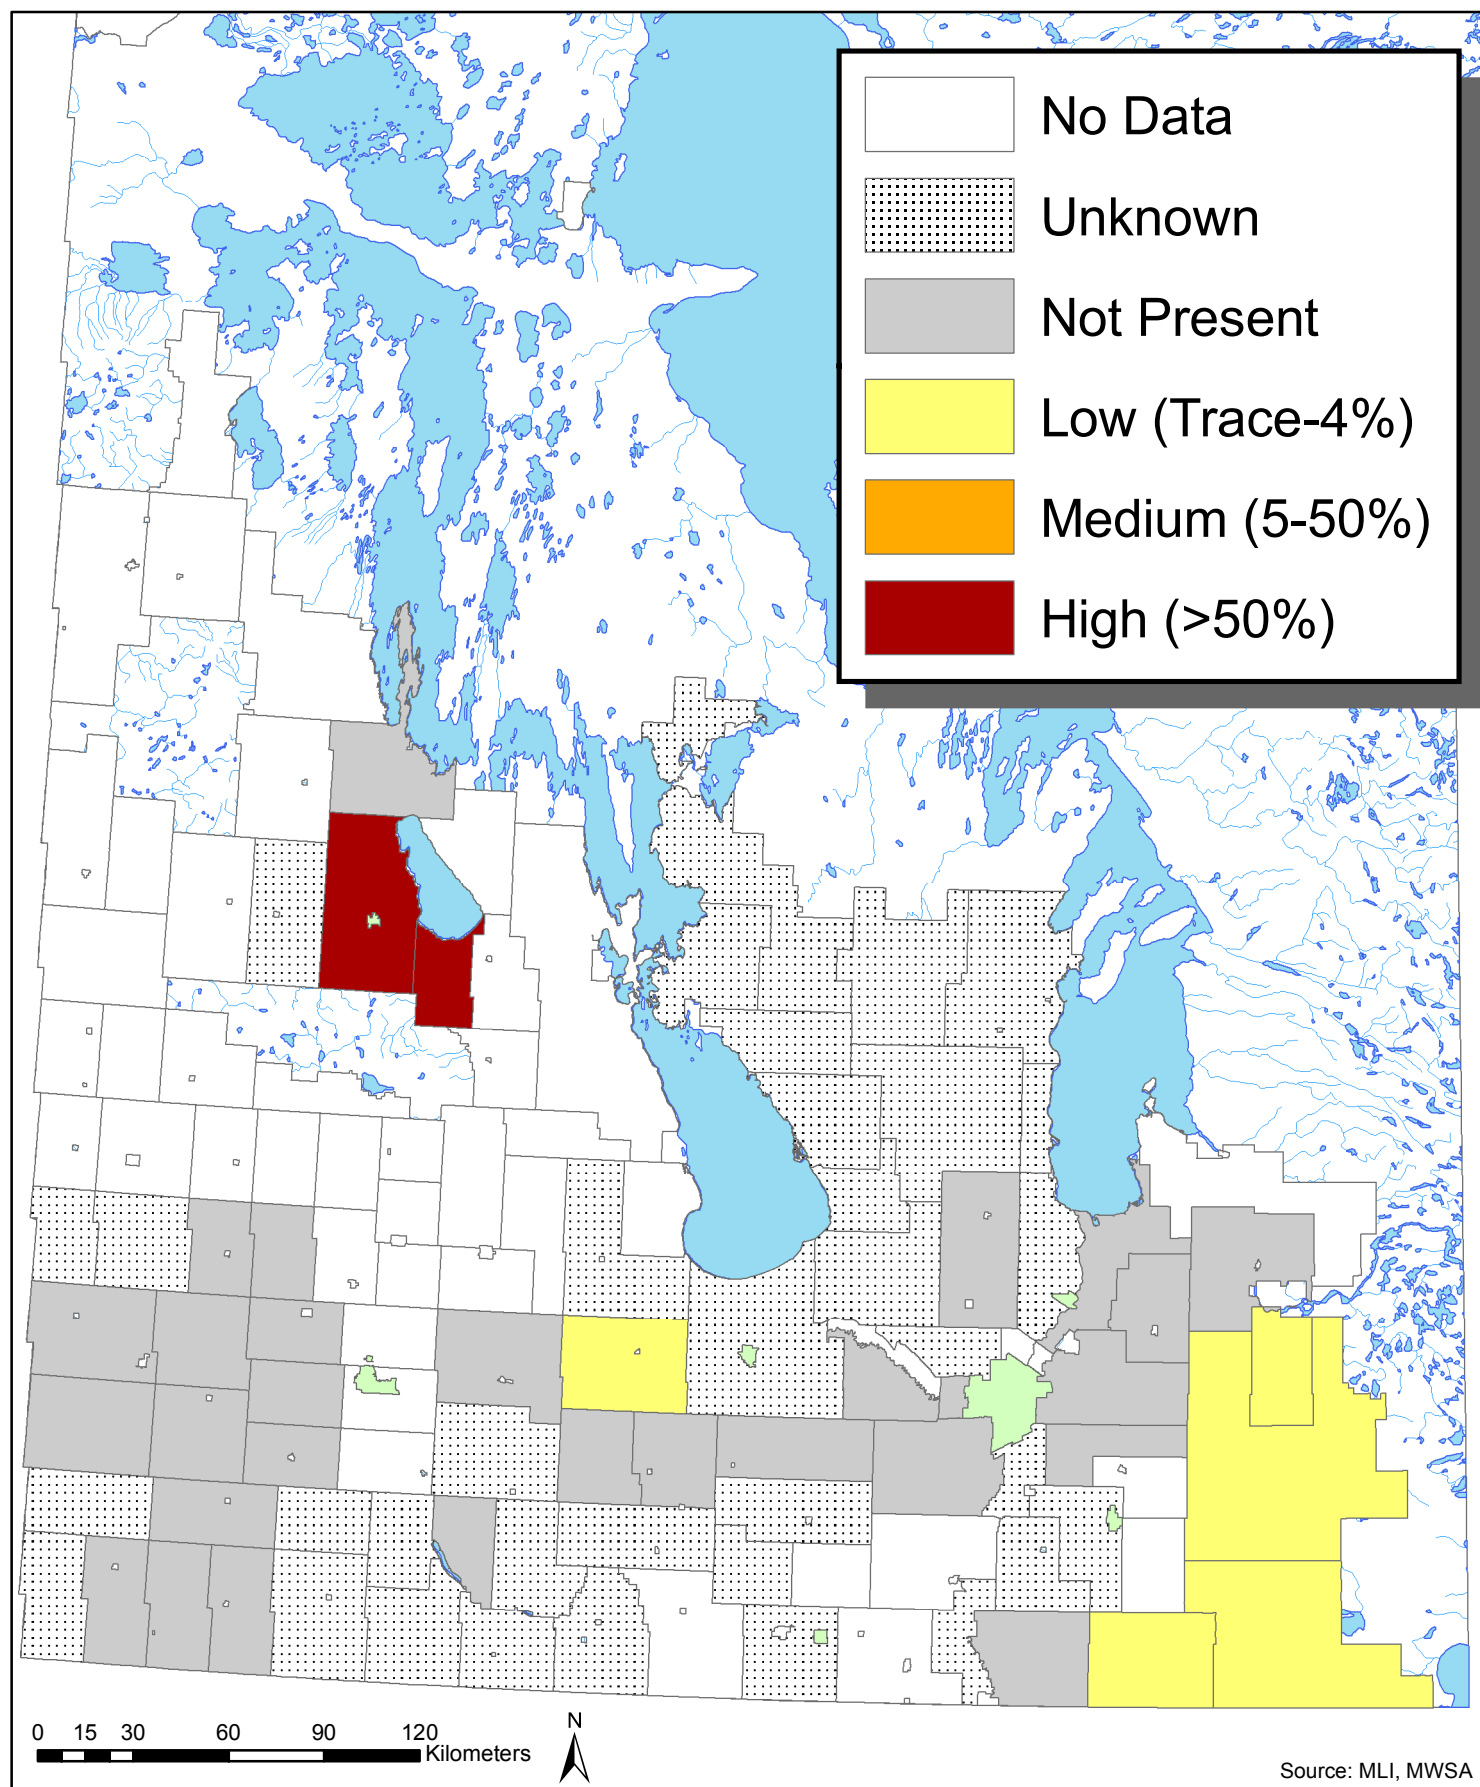 No Data
Unknown
Not Present
Low (Trace-4%)
Medium (5-50%)
High (>50%)
0 15 30 60 90 120
Kilometers
N
Source: MLI, MWSA